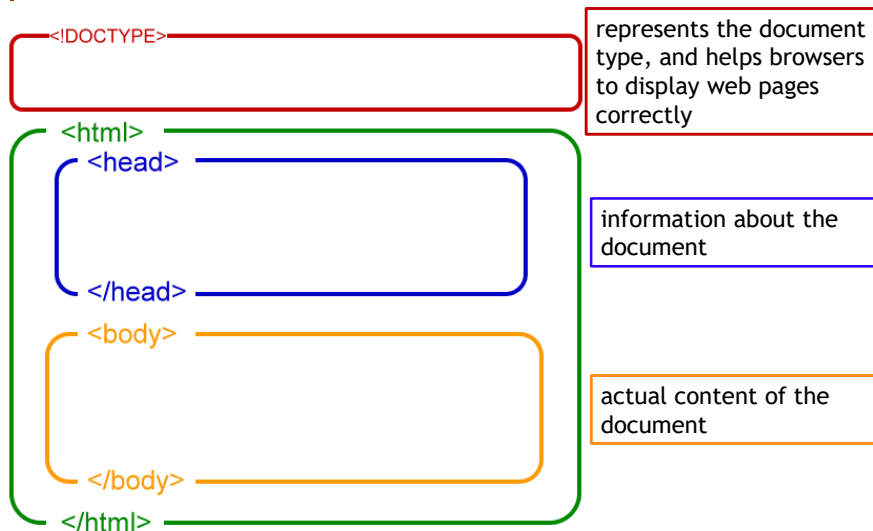 <!DOCTYPE>
represents the document
type, and helps browsers
to display web pages
correctly
<html>
<head>
information about the
document
</head>
<body>
actual content of the
document
</body>
</html>